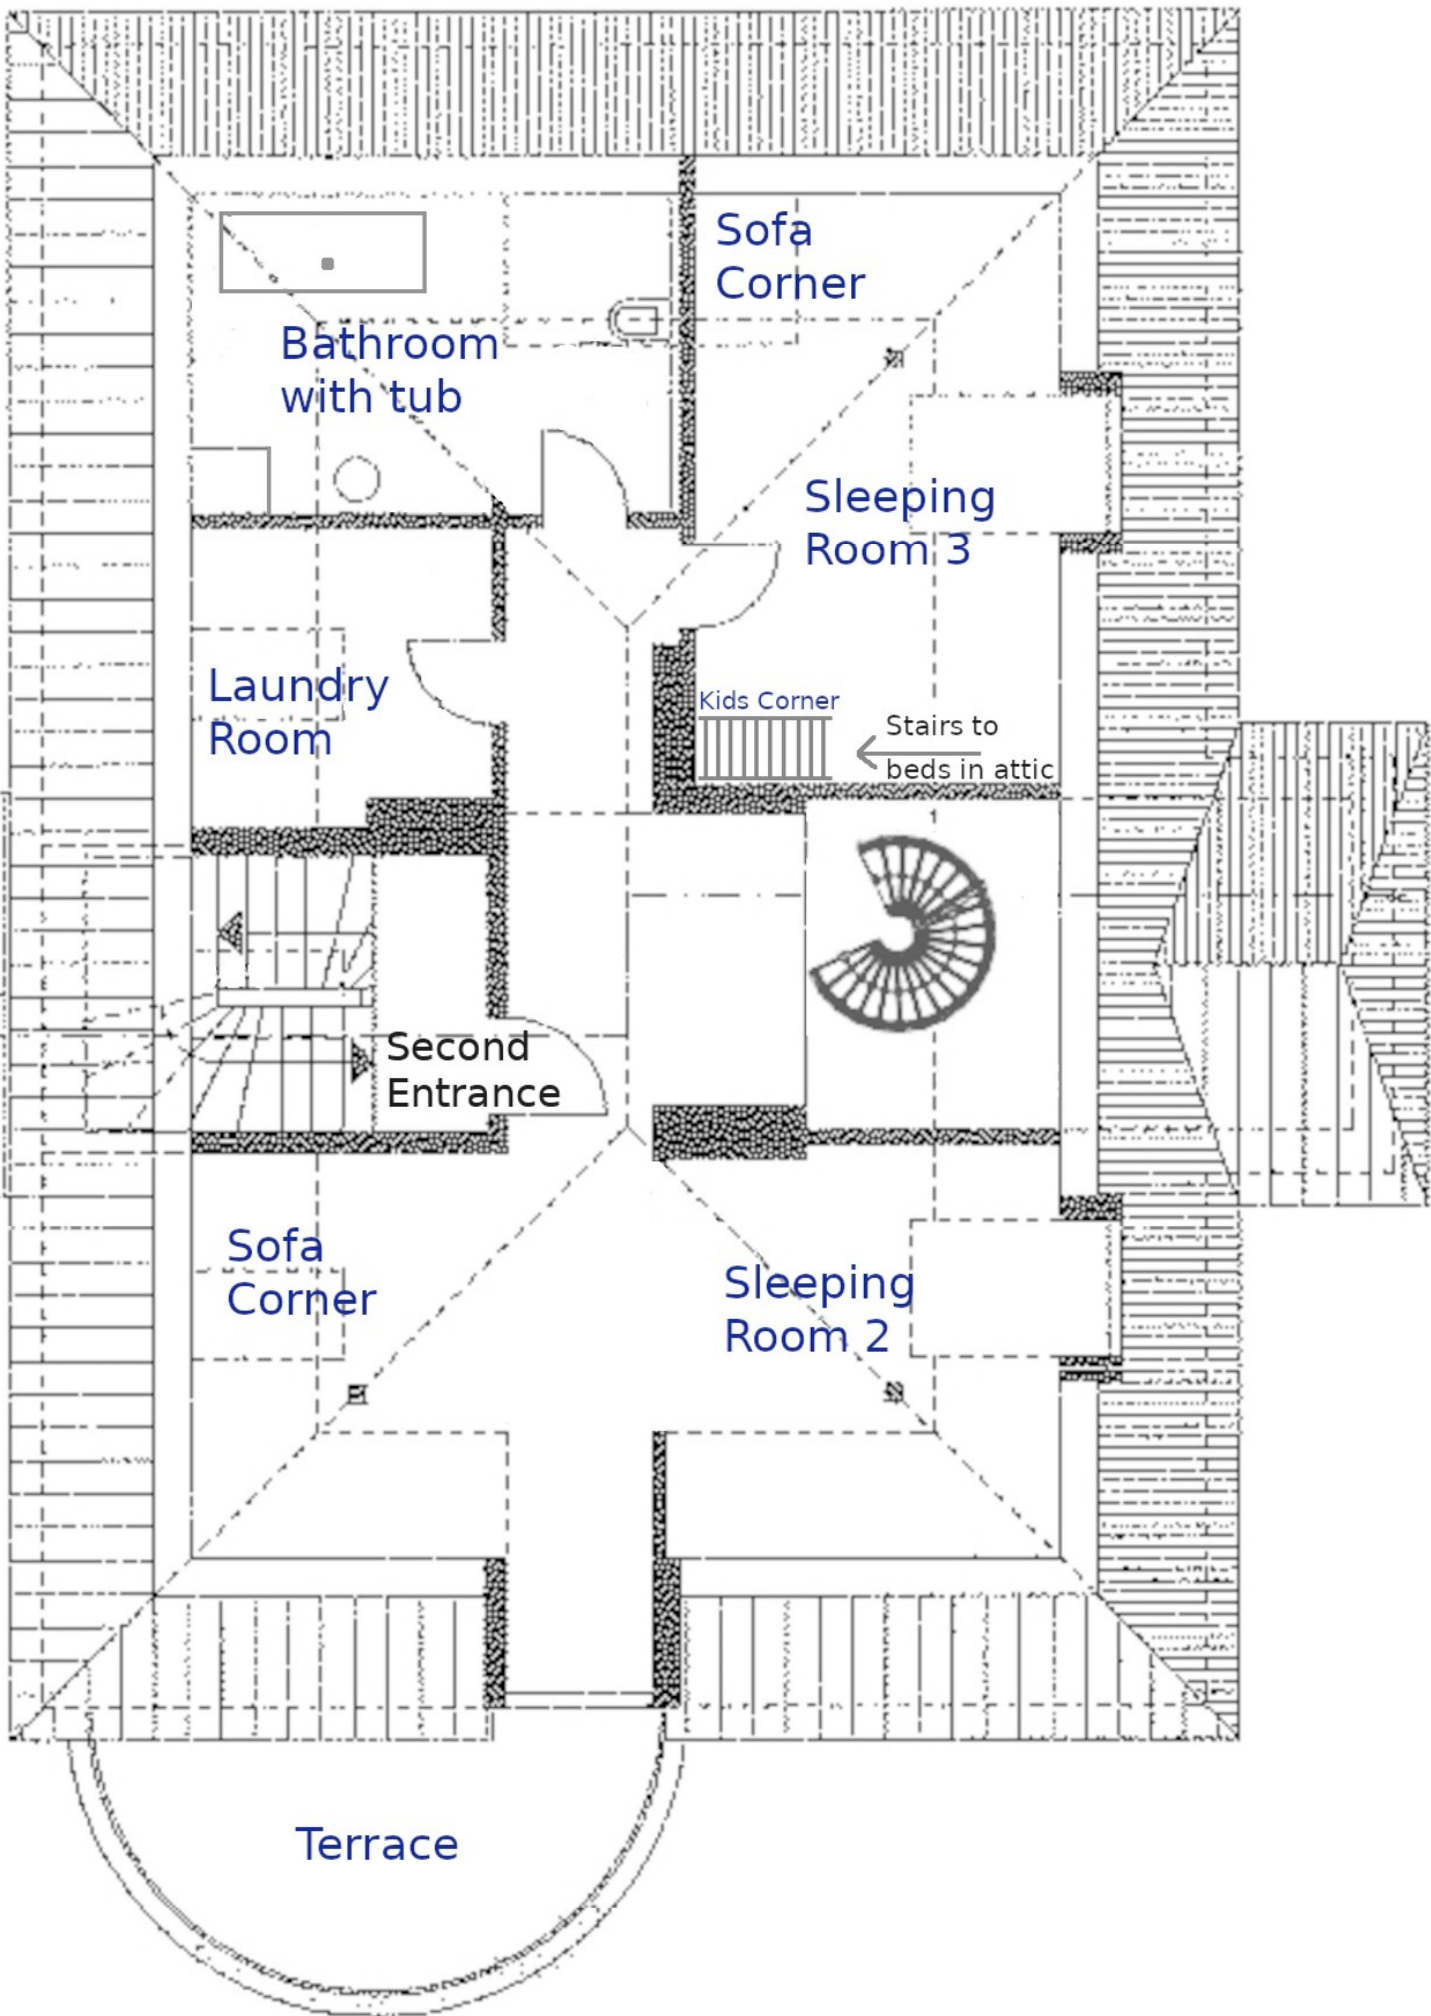 Sofa
Corner
Bathroom
with tub
Sleeping
Room 3
Laundry
Room
Kids Corner
Stairs to
beds in attic
Second
Entrance
Sofa
Corner
Sleeping
Room 2
Terrace